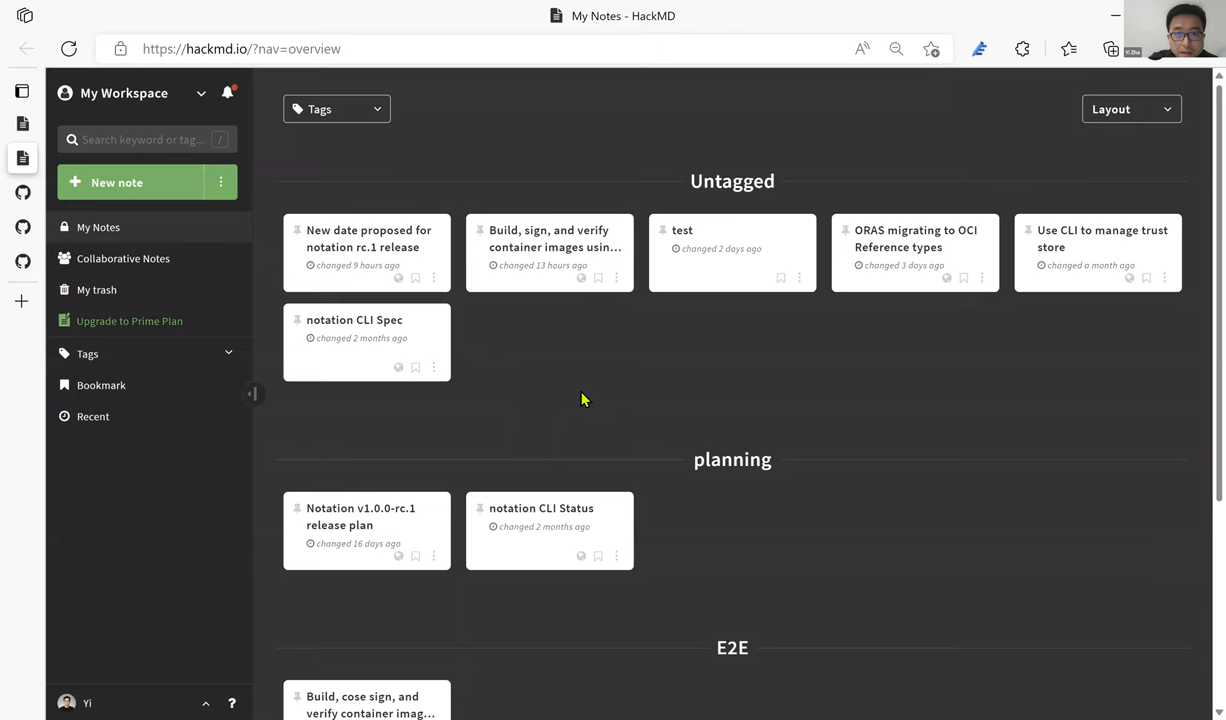 My Notes - HackMD
https://hackmd.io/?nav=overview
Yi Zha
My Workspace
Search keyword or tag... /
New note
My Notes
Collaborative Notes
My trash
Upgrade to Prime Plan
Tags
Bookmark
Recent
Yi
?
Tags
Layout
Untagged
New date proposed for
notation rc.1 release
changed 9 hours ago
Build, sign, and verify
container images usin...
changed 13 hours ago
test
changed 2 days ago
ORAS migrating to OCI
Reference types
changed 3 days ago
Use CLI to manage trust
store
changed a month ago
notation CLI Spec
changed 2 months ago
planning
Notation v1.0.0-rc.1
release plan
changed 16 days ago
notation CLI Status
changed 2 months ago
E2E
Build, cose sign, and
verify container imag...